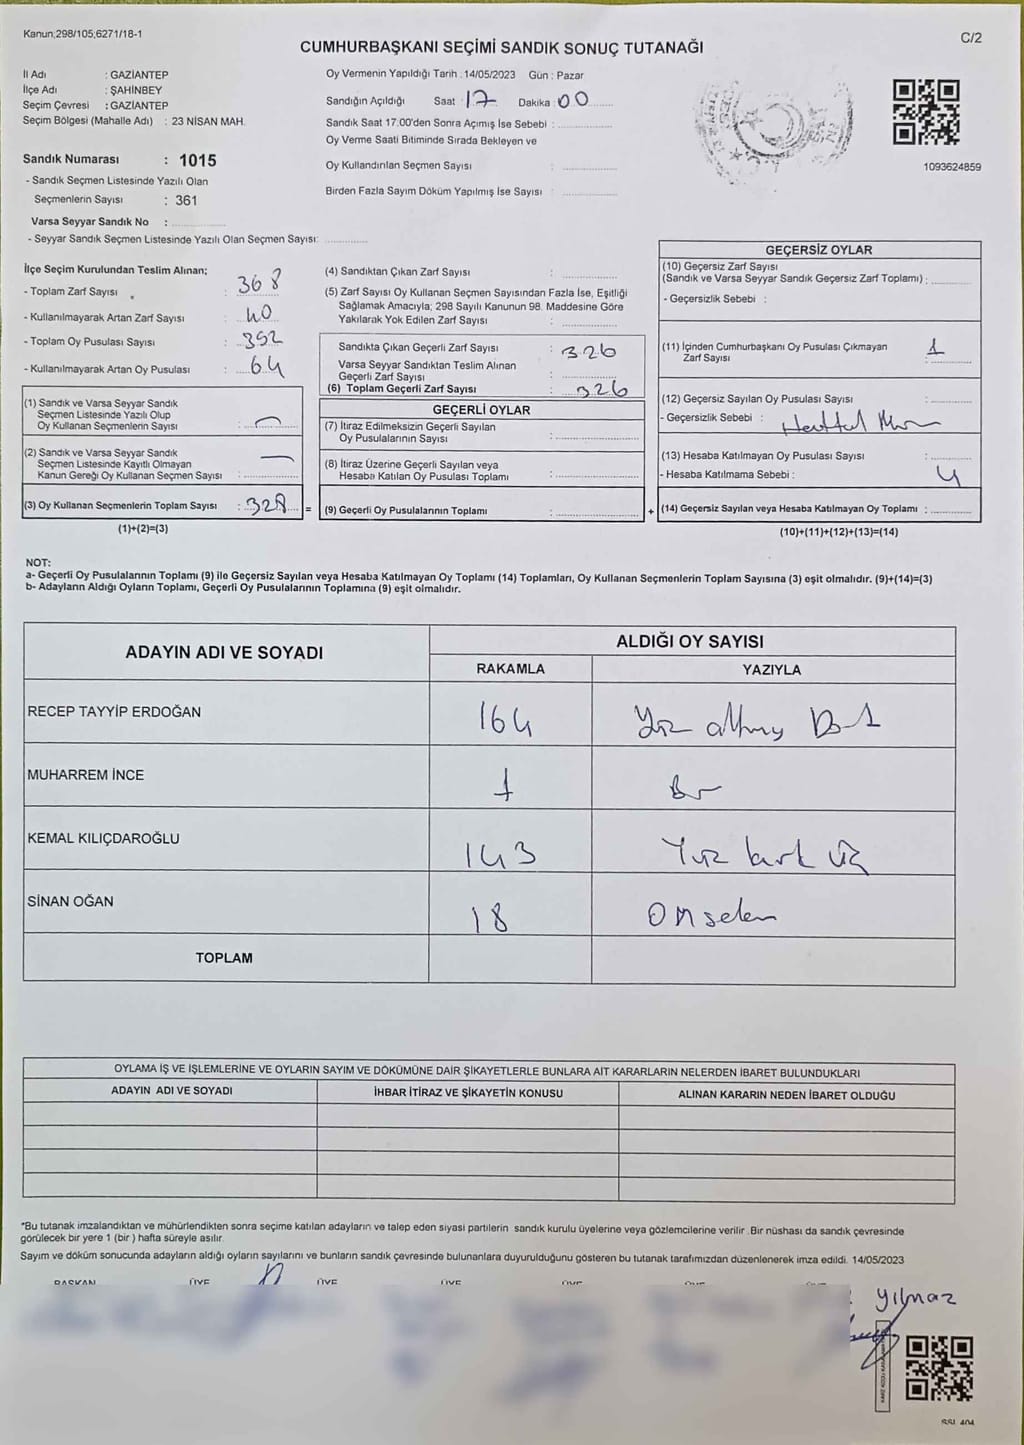 Kanun;298/105;6271/18-1
C/2
CUMHURBAŞKANI SEÇİMİ SANDIK SONUÇ TUTANAĞI
İl Adı : GAZİANTEP
İlçe Adı : ŞAHİNBEY
Seçim Çevresi : GAZİANTEP
Seçim Bölgesi (Mahalle Adı) : 23 NİSAN MAH.
Sandık Numarası : 1015
- Sandık Seçmen Listesinde Yazılı Olan
Seçmenlerin Sayısı : 361
Varsa Seyyar Sandık No :
- Seyyar Sandık Seçmen Listesinde Yazılı Olan Seçmen Sayısı:
Oy Vermenin Yapıldığı Tarih : 14/05/2023 Gün : Pazar
Sandığın Açıldığı Saat : 17 Dakika : 00
Sandık Saat 17.00'den Sonra Açımış İse Sebebi :
Oy Verme Saati Bitiminde Sırada Bekleyen ve
Oy Kullandırılan Seçmen Sayısı :
Birden Fazla Sayım Döküm Yapılmış İse Sayısı :
1093624859
İlçe Seçim Kurulundan Teslim Alınan;
- Toplam Zarf Sayısı : 368
- Kullanılmayarak Artan Zarf Sayısı : 40
- Toplam Oy Pusulası Sayısı : 392
- Kullanılmayarak Artan Oy Pusulası : 64
(1) Sandık ve Varsa Seyyar Sandık
Seçmen Listesinde Yazılı Olup
Oy Kullanan Seçmenlerin Sayısı :
(2) Sandık ve Varsa Seyyar Sandık
Seçmen Listesinde Kayıtlı Olmayan
Kanun Gereği Oy Kullanan Seçmen Sayısı :
(3) Oy Kullanan Seçmenlerin Toplam Sayısı : 328 =
(1)+(2)=(3)
(4) Sandıktan Çıkan Zarf Sayısı :
(5) Zarf Sayısı Oy Kullanan Seçmen Sayısından Fazla İse, Eşitliği
Sağlamak Amacıyla; 298 Sayılı Kanunun 98. Maddesine Göre
Yakılarak Yok Edilen Zarf Sayısı :
Sandıkta Çıkan Geçerli Zarf Sayısı : 326
Varsa Seyyar Sandıktan Teslim Alınan
Geçerli Zarf Sayısı :
(6) Toplam Geçerli Zarf Sayısı : 326
GEÇERLİ OYLAR
(7) İtiraz Edilmeksizin Geçerli Sayılan
Oy Pusulalarının Sayısı :
(8) İtiraz Üzerine Geçerli Sayılan veya
Hesaba Katılan Oy Pusulası Toplamı :
(9) Geçerli Oy Pusulalarının Toplamı : +
GEÇERSİZ OYLAR
(10) Geçersiz Zarf Sayısı
(Sandık ve Varsa Seyyar Sandık Geçersiz Zarf Toplamı) :
- Geçersizlik Sebebi :
(11) İçinden Cumhurbaşkanı Oy Pusulası Çıkmayan
Zarf Sayısı : 1
(12) Geçersiz Sayılan Oy Pusulası Sayısı :
- Geçersizlik Sebebi :
(13) Hesaba Katılmayan Oy Pusulası Sayısı :
- Hesaba Katılmama Sebebi : 4
(14) Geçersiz Sayılan veya Hesaba Katılmayan Oy Toplamı :
(10)+(11)+(12)+(13)=(14)
NOT:
a- Geçerli Oy Pusulalarının Toplamı (9) ile Geçersiz Sayılan veya Hesaba Katılmayan Oy Toplamı (14) Toplamları, Oy Kullanan Seçmenlerin Toplam Sayısına (3) eşit olmalıdır. (9)+(14)=(3)
b- Adayların Aldığı Oyların Toplamı, Geçerli Oy Pusulalarının Toplamına (9) eşit olmalıdır.
ADAYIN ADI VE SOYADI
ALDIĞI OY SAYISI
RAKAMLA YAZIYLA
RECEP TAYYİP ERDOĞAN 164 Yüz altmış
MUHARREM İNCE 1 Bir
KEMAL KILIÇDAROĞLU 143 Yüz kırk üç
SİNAN OĞAN 18 Onsekiz
TOPLAM
OYLAMA İŞ VE İŞLEMLERİNE VE OYLARIN SAYIM VE DÖKÜMÜNE DAİR ŞİKAYETLERLE BUNLARA AİT KARARLARIN NELERDEN İBARET BULUNDUKLARI
ADAYIN ADI VE SOYADI İHBAR İTİRAZ VE ŞİKAYETİN KONUSU ALINAN KARARIN NEDEN İBARET OLDUĞU
*Bu tutanak imzalandıktan ve mühürlendikten sonra seçime katılan adayların ve talep eden siyasi partilerin sandık kurulu üyelerine veya gözlemcilerine verilir. Bir nüshası da sandık çevresinde
görülecek bir yere 1 (bir ) hafta süreyle asılır.
Sayım ve döküm sonucunda adayların aldığı oyların sayılarını ve bunların sandık çevresinde bulunanlara duyurulduğunu gösteren bu tutanak tarafımızdan düzenlenerek imza edildi. 14/05/2023
BAŞKAN ÜYE ÜYE ÜYE ÜYE
Yılmaz
SSL 404